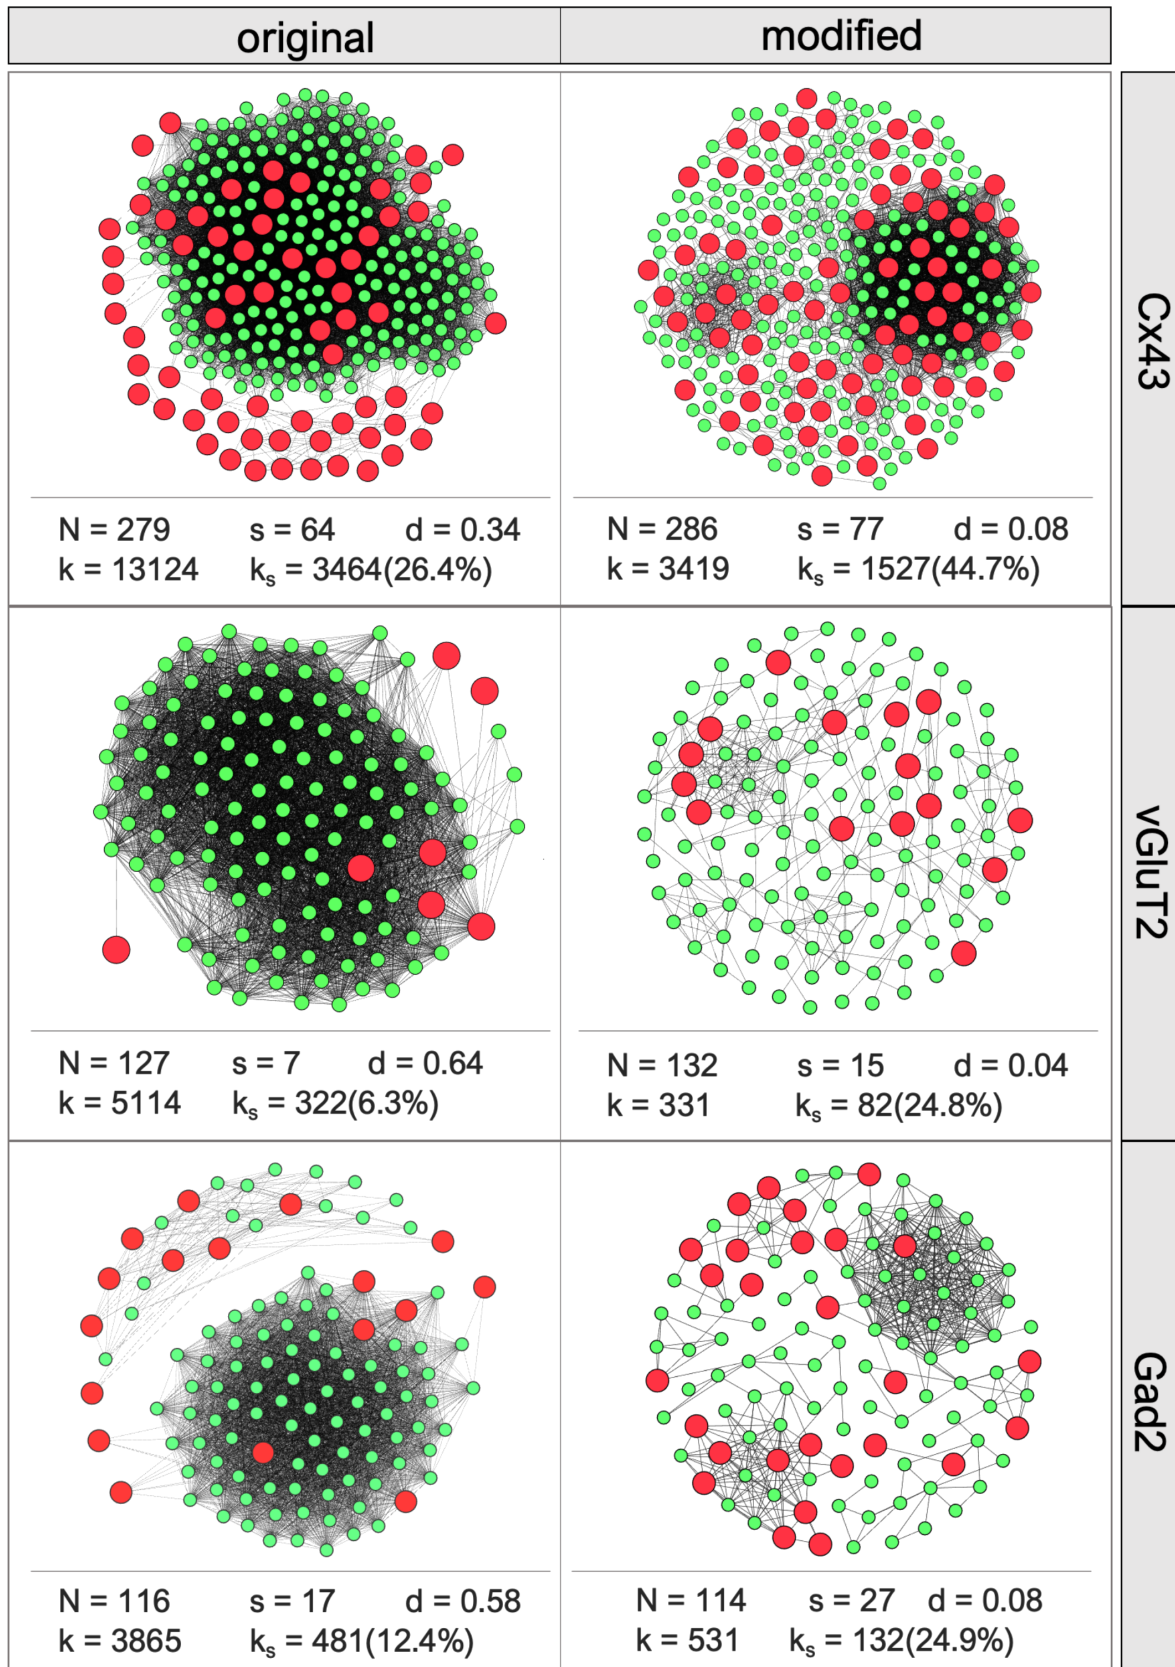 original
modified
Cx43
N = 279 s = 64 d = 0.34
k = 13124 ks = 3464(26.4%)
N = 286 s = 77 d = 0.08
k = 3419 ks = 1527(44.7%)
vGluT2
N = 127 s = 7 d = 0.64
k = 5114 ks = 322(6.3%)
N = 132 s = 15 d = 0.04
k = 331 ks = 82(24.8%)
Gad2
N = 116 s = 17 d = 0.58
k = 3865 ks = 481(12.4%)
N = 114 s = 27 d = 0.08
k = 531 ks = 132(24.9%)